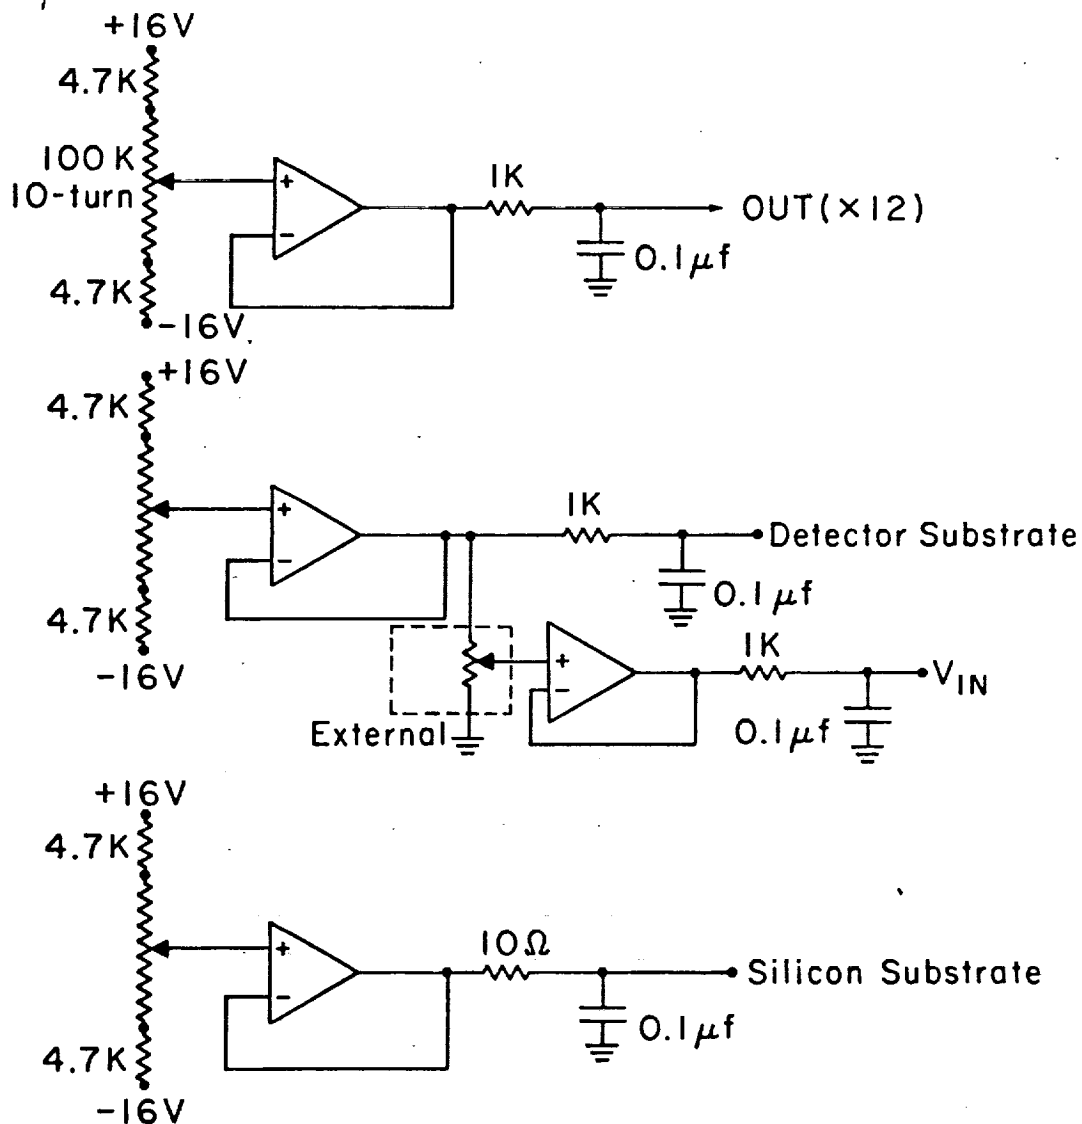 +16V
4.7K
100K
10-turn
4.7K
-16V
+
-
1K
OUT(×12)
0.1μf
+16V
4.7K
4.7K
-16V
+
-
1K
Detector Substrate
0.1μf
External
+
-
1K
VIN
0.1μf
+16V
4.7K
4.7K
-16V
+
-
10Ω
Silicon Substrate
0.1μf